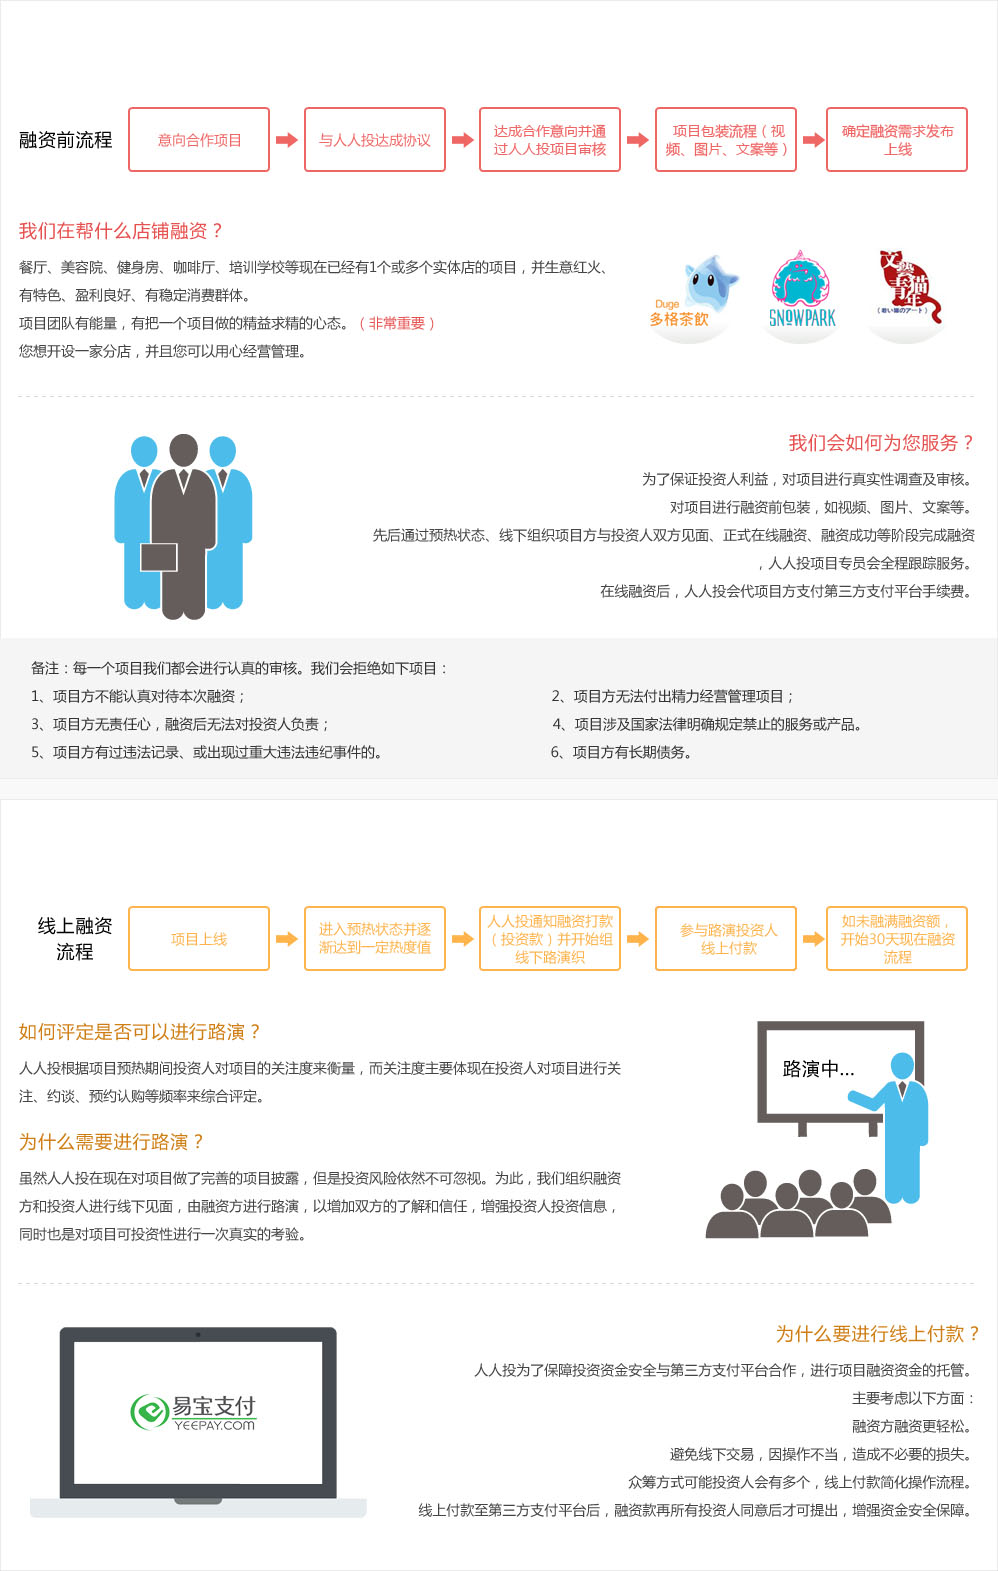 融资前流程
意向合作项目
与人人投达成协议
达成合作意向并通
过人人投项目审核
项目包装流程（视
频、图片、文案等）
确定融资需求发布
上线
我们在帮什么店铺融资？
餐厅、美容院、健身房、咖啡厅、培训学校等现在已经有1个或多个实体店的项目，并生意红火、
有特色、盈利良好、有稳定消费群体。
项目团队有能量，有把一个项目做的精益求精的心态。（非常重要）
您想开设一家分店，并且您可以用心经营管理。
Duge
多格茶飲
SNOWPARK
文藝青年猫
（若い猫のアート）
我们会如何为您服务？
为了保证投资人利益，对项目进行真实性调查及审核。
对项目进行融资前包装，如视频、图片、文案等。
先后通过预热状态、线下组织项目方与投资人双方见面、正式在线融资、融资成功等阶段完成融资
，人人投项目专员会全程跟踪服务。
在线融资后，人人投会代项目方支付第三方支付平台手续费。
备注：每一个项目我们都会进行认真的审核。我们会拒绝如下项目：
1、项目方不能认真对待本次融资；
2、项目方无法付出精力经营管理项目；
3、项目方无责任心，融资后无法对投资人负责；
4、项目涉及国家法律明确规定禁止的服务或产品。
5、项目方有过违法记录、或出现过重大违法违纪事件的。
6、项目方有长期债务。
线上融资
流程
项目上线
进入预热状态并逐
渐达到一定热度值
人人投通知融资打款
（投资款）并开始组
线下路演织
参与路演投资人
线上付款
如未融满融资额，
开始30天现在融资
流程
如何评定是否可以进行路演？
人人投根据项目预热期间投资人对项目的关注度来衡量，而关注度主要体现在投资人对项目进行关
注、约谈、预约认购等频率来综合评定。
为什么需要进行路演？
虽然人人投在现在对项目做了完善的项目披露，但是投资风险依然不可忽视。为此，我们组织融资
方和投资人进行线下见面，由融资方进行路演，以增加双方的了解和信任，增强投资人投资信息，
同时也是对项目可投资性进行一次真实的考验。
路演中...
易宝支付
YEEPAY.COM
为什么要进行线上付款？
人人投为了保障投资资金安全与第三方支付平台合作，进行项目融资资金的托管。
主要考虑以下方面：
融资方融资更轻松。
避免线下交易，因操作不当，造成不必要的损失。
众筹方式可能投资人会有多个，线上付款简化操作流程。
线上付款至第三方支付平台后，融资款再所有投资人同意后才可提出，增强资金安全保障。